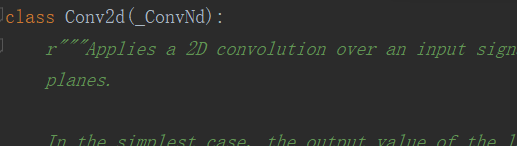 class Conv2d(_ConvNd):
r"""Applies a 2D convolution over an input sign
planes.
In the simplest case, the output value of the l